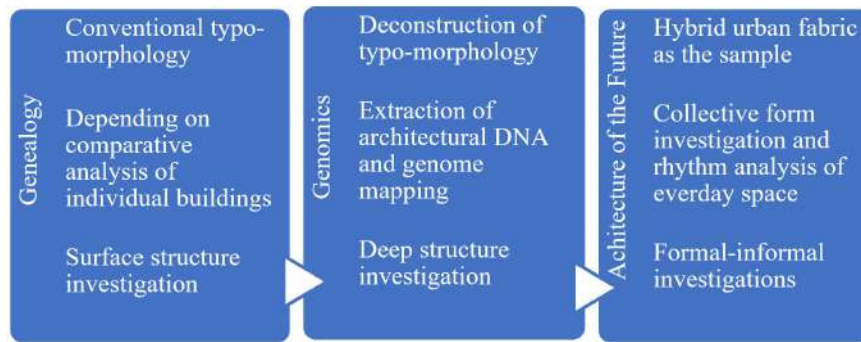 Genealogy
Conventional typo-
morphology
Depending on
comparative
analysis of
individual buildings
Surface structure
investigation
Genomics
Deconstruction of
typo-morphology
Extraction of
architectural DNA
and genome
mapping
Deep structure
investigation
Achitecture of the Future
Hybrid urban fabric
as the sample
Collective form
investigation and
rhythm analysis of
everday space
Formal-informal
investigations